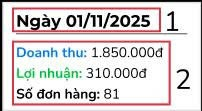 Ngày 01/11/2025 1
Doanh thu: 1.850.000đ
Lợi nhuận: 310.000đ 2
Số đơn hàng: 81